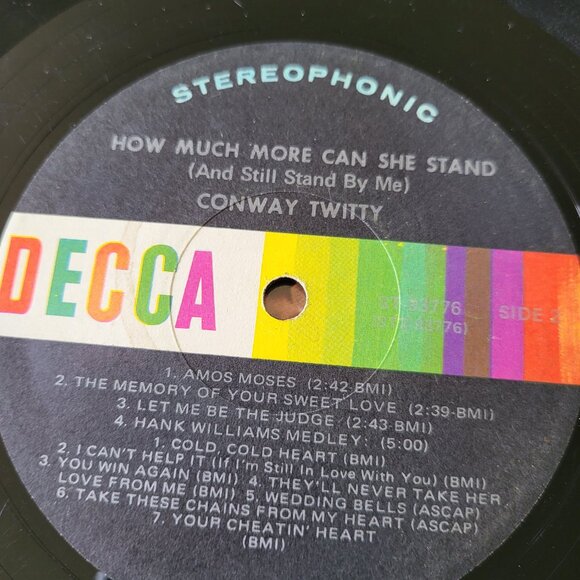 STEREOPHONIC
HOW MUCH MORE CAN SHE STAND
(And Still Stand By Me)
CONWAY TWITTY
DECCA
ST-33776
(ST7-33776)
SIDE 2
1. AMOS MOSES (2:42-BMI)
2. THE MEMORY OF YOUR SWEET LOVE (2:39-BMI)
3. LET ME BE THE JUDGE (2:43-BMI)
4. HANK WILLIAMS MEDLEY: (5:00)
1. COLD, COLD HEART (BMI)
2. I CAN'T HELP IT (If I'm Still In Love With You) (BMI)
3. YOU WIN AGAIN (BMI) 4. THEY'LL NEVER TAKE HER
LOVE FROM ME (BMI) 5. WEDDING BELLS (ASCAP)
6. TAKE THESE CHAINS FROM MY HEART (ASCAP)
7. YOUR CHEATIN' HEART
(BMI)